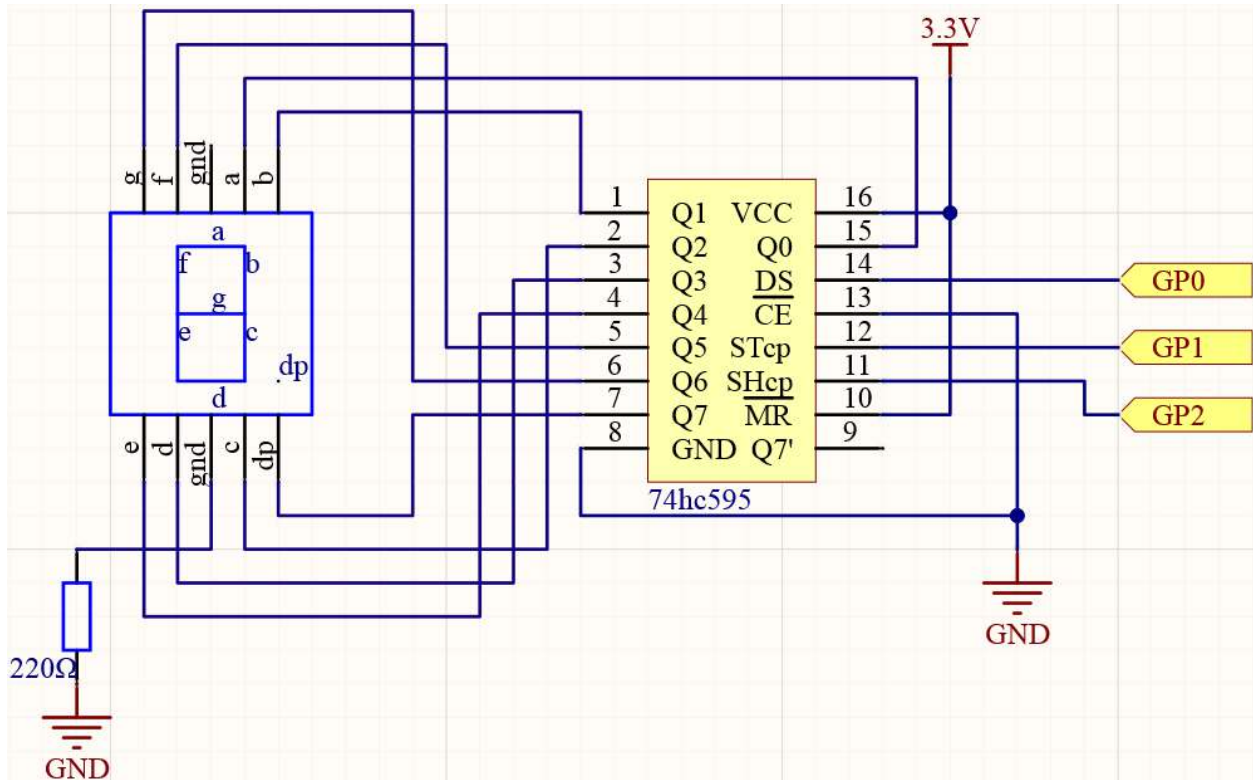 3.3V
g f gnd a b
a
f b
g
e c
dp
d
e d gnd c dp
220Ω
GND
1 Q1 VCC 16
2 Q2 Q0 15
3 Q3 DS 14
4 Q4 CE 13
5 Q5 STcp 12
6 Q6 SHcp 11
7 Q7 MR 10
8 GND Q7' 9
74hc595
GP0
GP1
GP2
GND